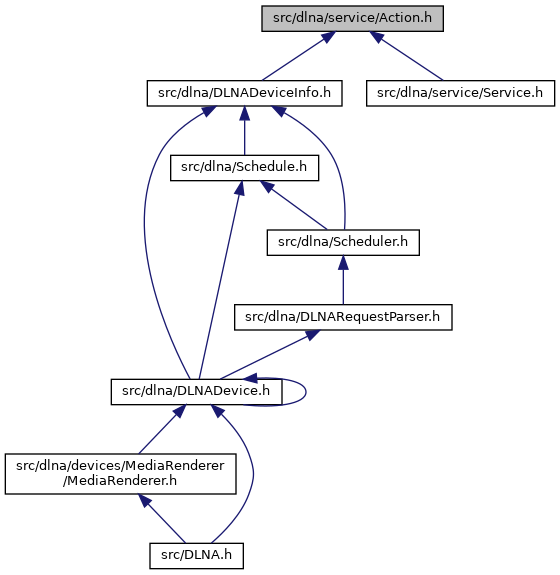 src/dlna/service/Action.h
src/dlna/DLNADeviceInfo.h
src/dlna/service/Service.h
src/dlna/Schedule.h
src/dlna/Scheduler.h
src/dlna/DLNARequestParser.h
src/dlna/DLNADevice.h
src/dlna/devices/MediaRenderer
/MediaRenderer.h
src/DLNA.h